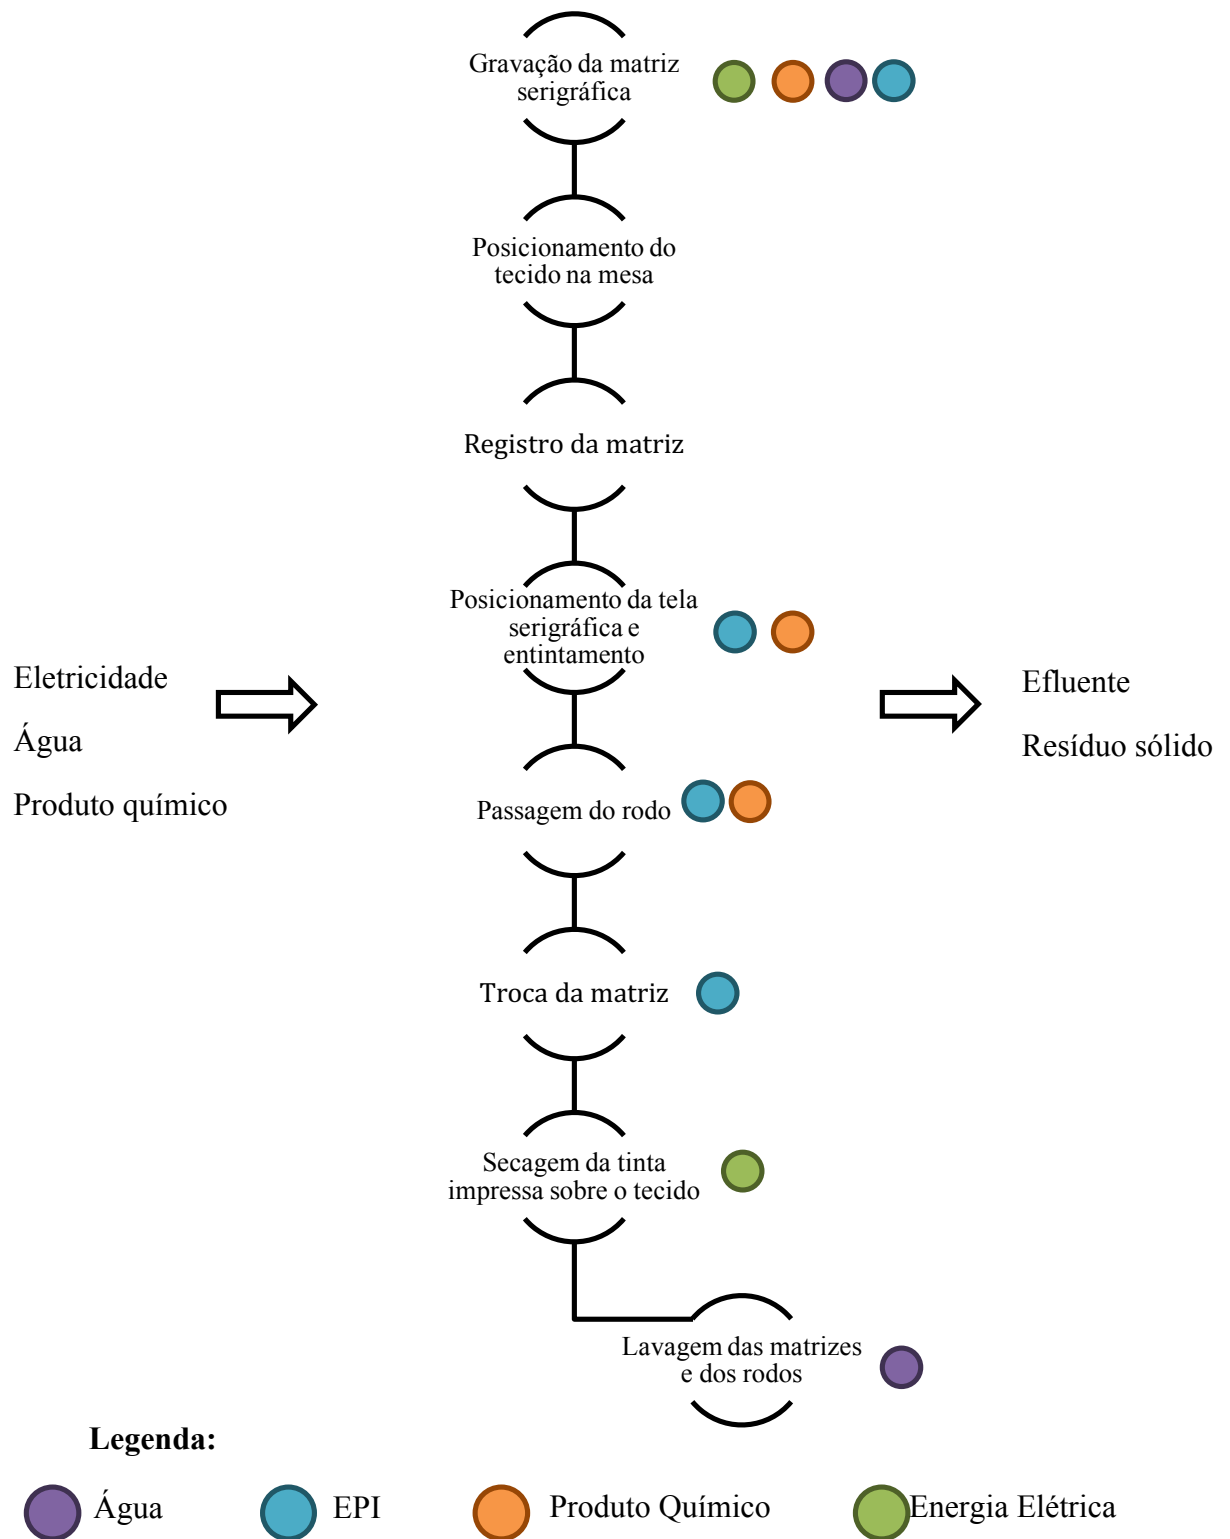 Gravação da matriz
serigráfica
Posicionamento do
tecido na mesa
Registro da matriz
Posicionamento da tela
serigráfica e
entintamento
Eletricidade
Água
Produto químico
Efluente
Resíduo sólido
Passagem do rodo
Troca da matriz
Secagem da tinta
impressa sobre o tecido
Lavagem das matrizes
e dos rodos
Legenda:
Água
EPI
Produto Químico
Energia Elétrica